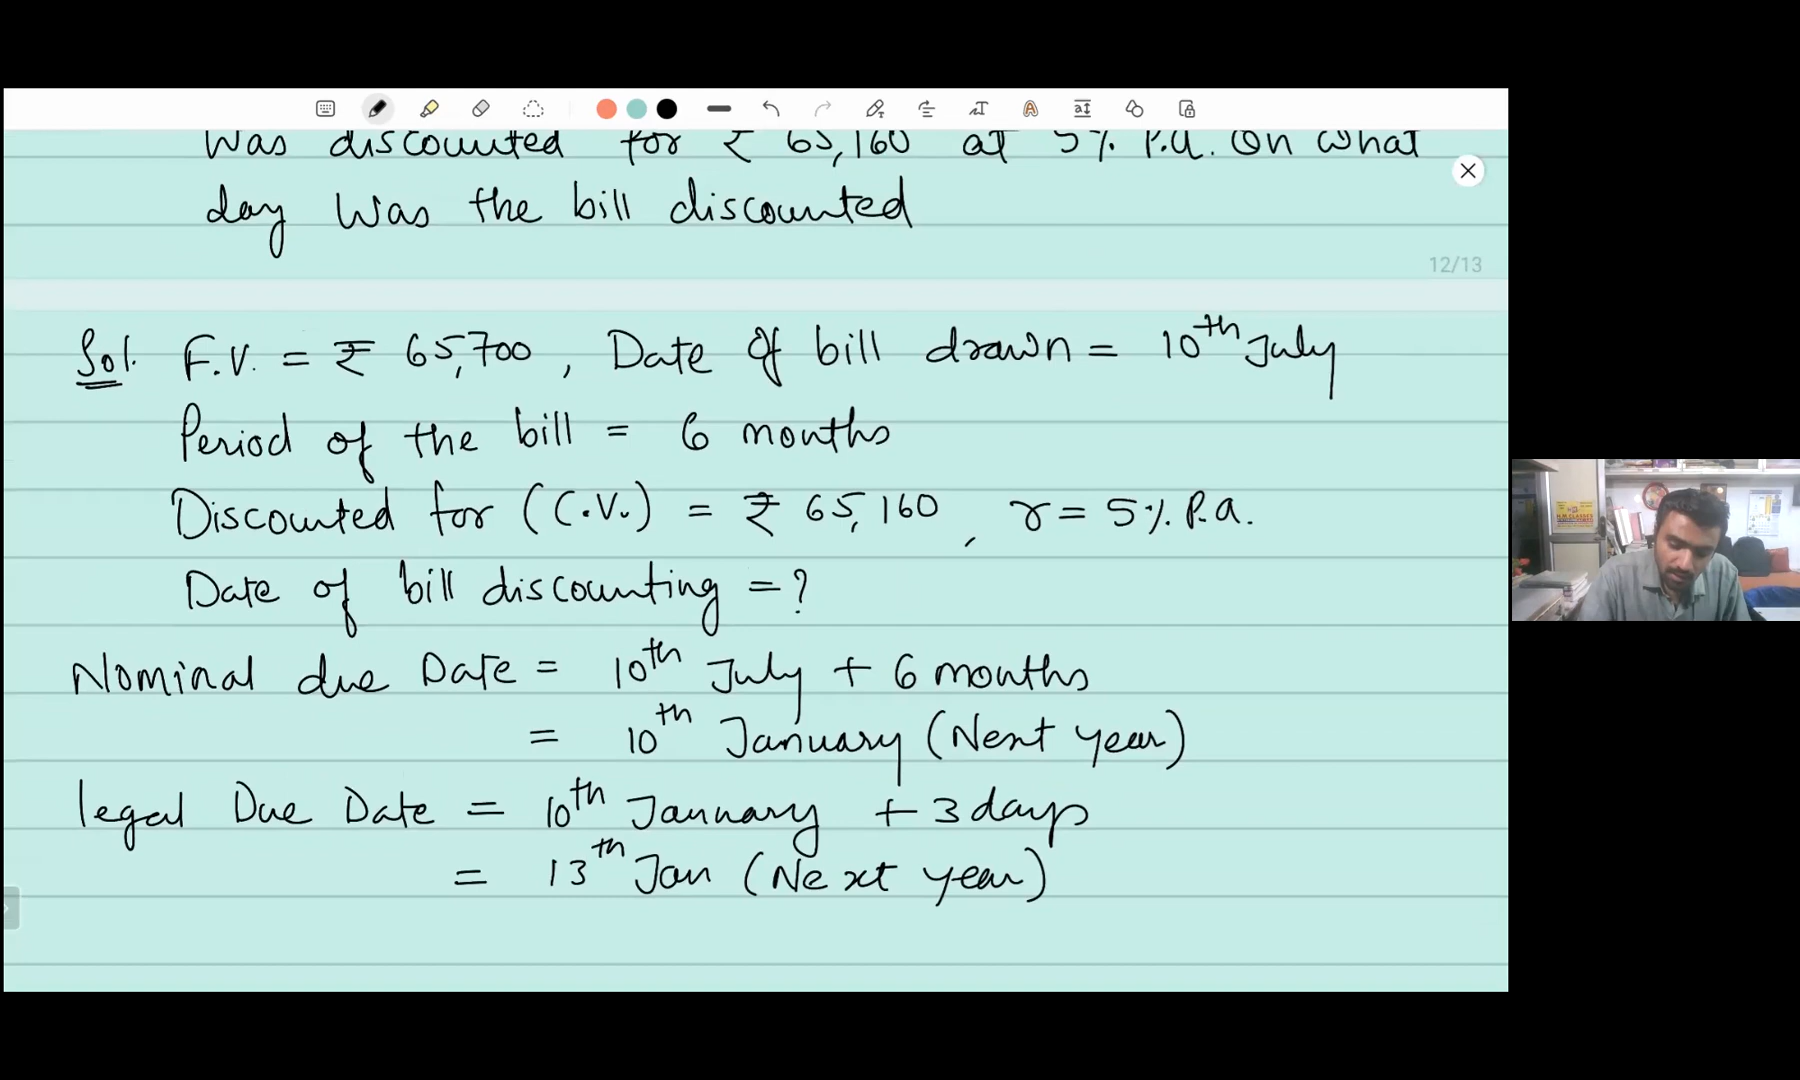 Was discounted for ₹ 65,160 at 5% P.a. On what
day Was the bill discounted
12/13
Sol. F.V. = ₹ 65,700, Date Of bill drawn = 10th July
Period of the bill = 6 months
Discounted for (C.V.) = ₹ 65,160, r = 5% P.a.
Date of bill discounting = ?
Nominal due Date = 10th July + 6 months
= 10th January (Next year)
legal Due Date = 10th January + 3 days
= 13th Jan (Next year)